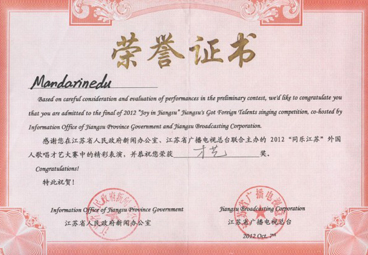 荣誉证书
Mandarinedu
Based on careful consideration and evaluation of performances in the preliminary contest, we'd like to congratulate you
that you are admitted to the final of 2012 "Joy in Jiangsu" Jiangsu's Got Foreign Talents singing competition, co-hosted by
Information Office of Jiangsu Province Government and Jiangsu Broadcasting Corporation.
感谢您在江苏省人民政府新闻办公室、江苏省广播电视总台联合主办的 2012 “同乐江苏” 外国
人歌唱才艺大赛中的精彩表演，并恭祝您荣获 才艺 奖。
Congratulations!
特此祝贺！
Information Office of Jiangsu Province Government Jiangsu Broadcasting Corporation
江苏省人民政府新闻办公室 江苏省广播电视总台
2012 Oct.